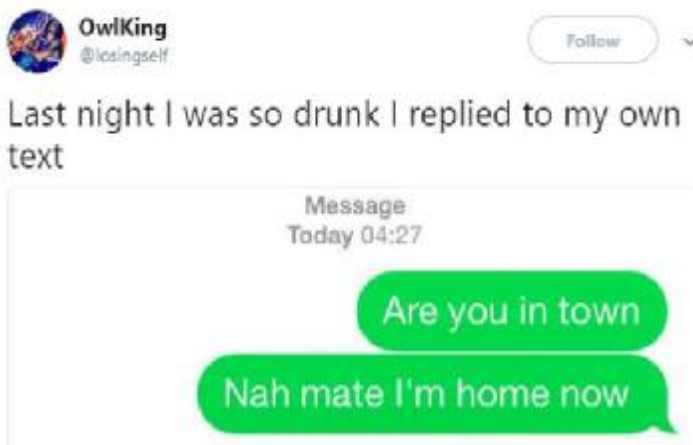 OwlKing
@losingself
Follow
Last night I was so drunk I replied to my own
text
Message
Today 04:27
Are you in town
Nah mate I'm home now